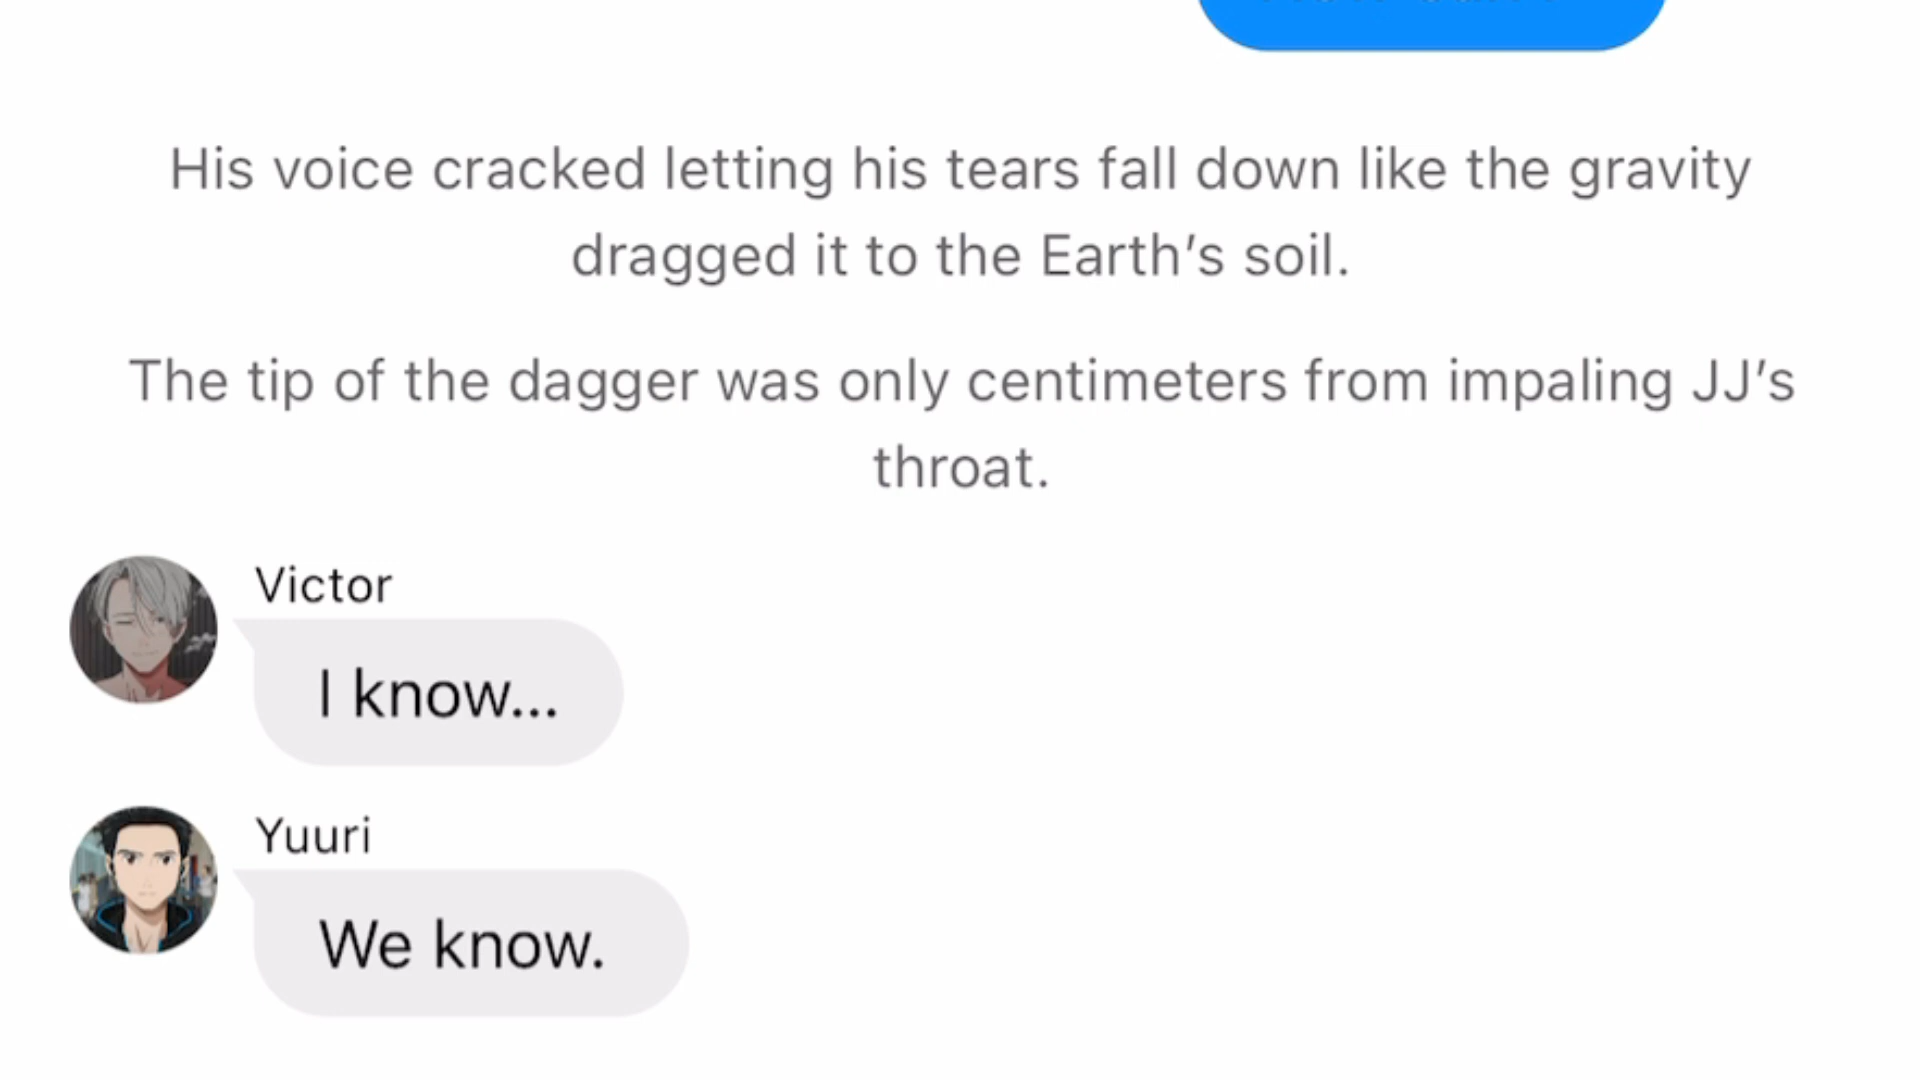 His voice cracked letting his tears fall down like the gravity
dragged it to the Earth’s soil.
The tip of the dagger was only centimeters from impaling JJ’s
throat.
Victor
I know...
Yuuri
We know.